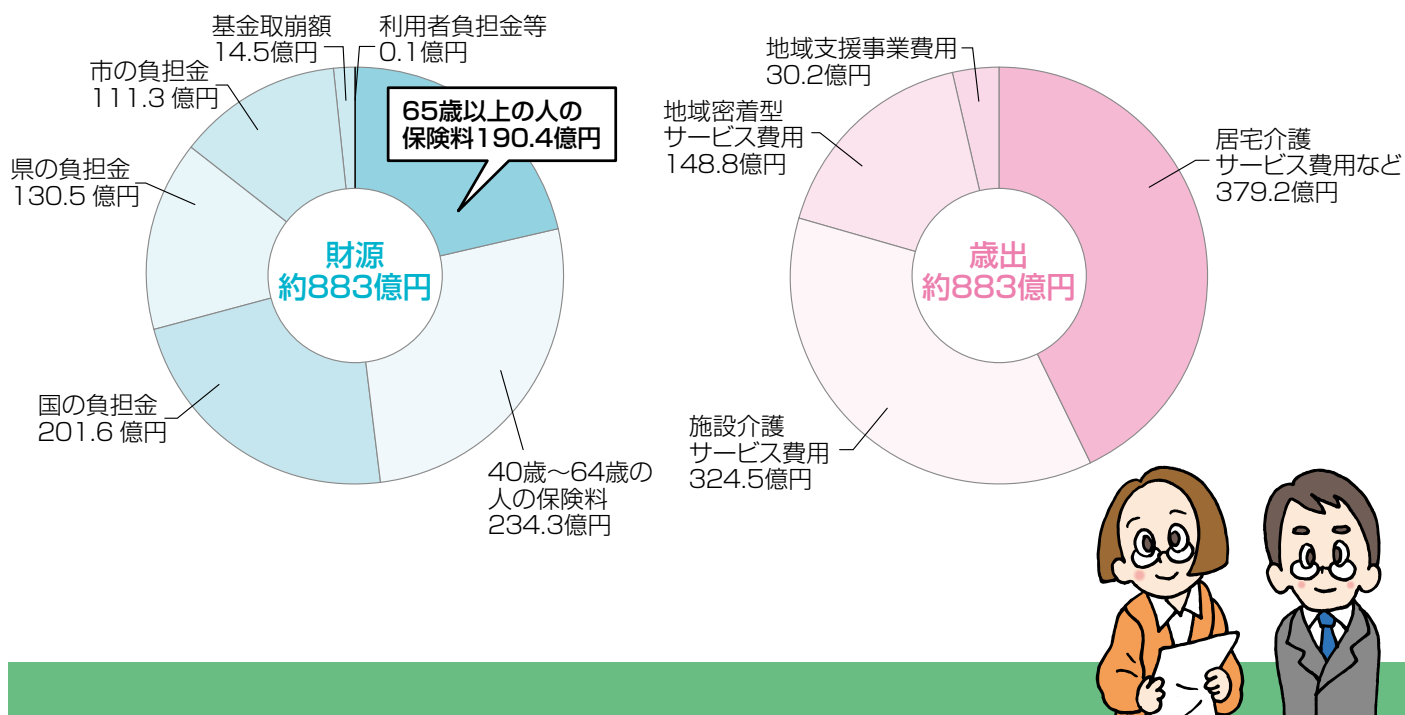 基金取崩額
14.5億円
利用者負担金等
0.1億円
市の負担金
111.3 億円
65歳以上の人の
保険料190.4億円
県の負担金
130.5 億円
財源
約883億円
国の負担金
201.6 億円
40歳～64歳の
人の保険料
234.3億円
地域支援事業費用
30.2億円
地域密着型
サービス費用
148.8億円
居宅介護
サービス費用など
379.2億円
歳出
約883億円
施設介護
サービス費用
324.5億円